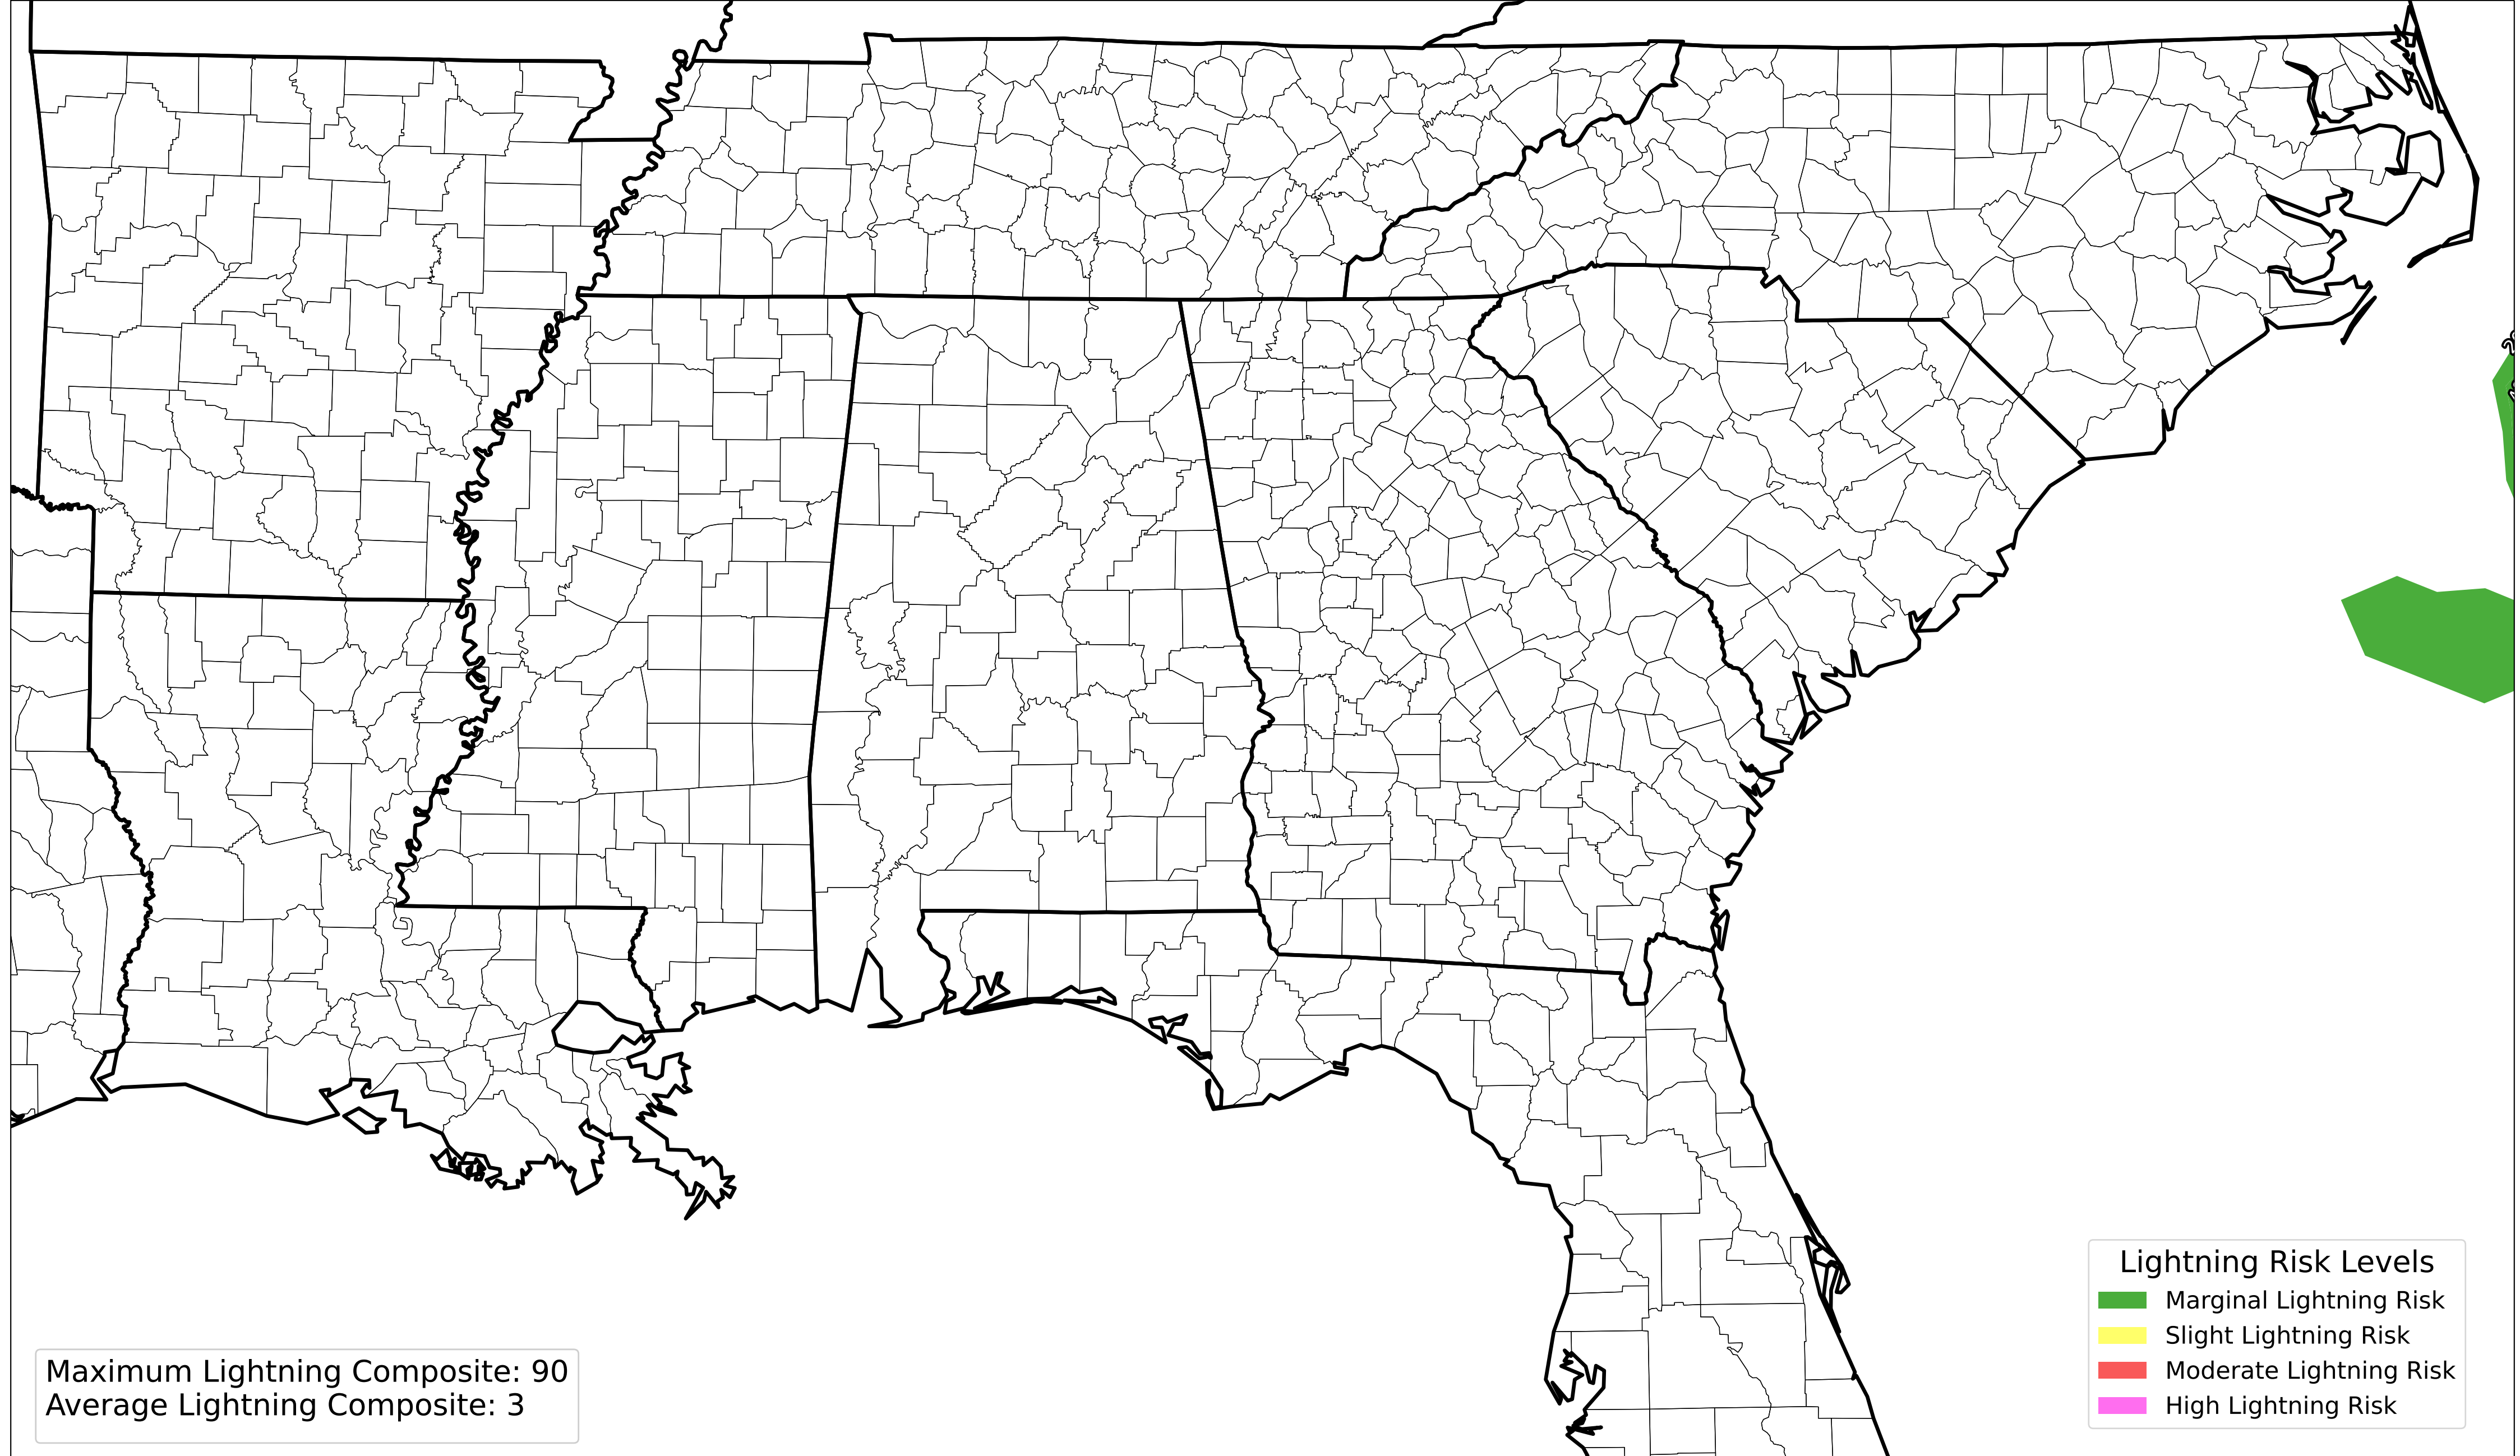 Lightning Risk Levels
Marginal Lightning Risk
Slight Lightning Risk
Moderate Lightning Risk
High Lightning Risk
Maximum Lightning Composite: 90
Average Lightning Composite: 3